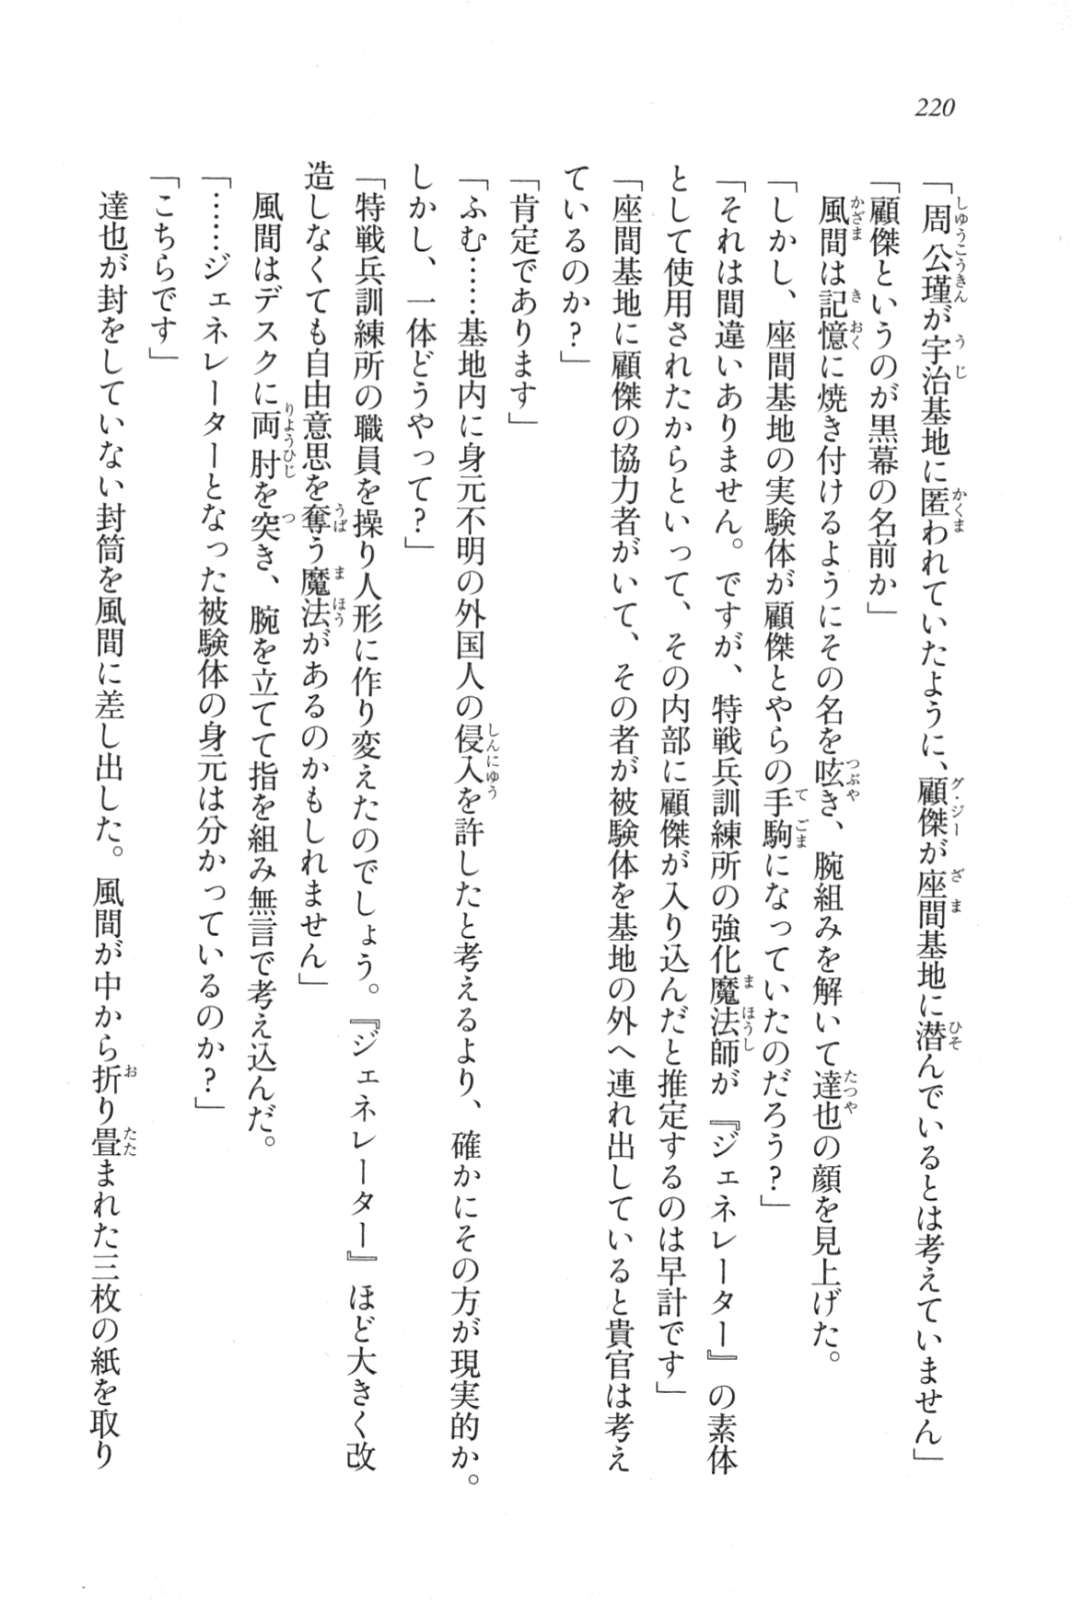 220
「周公瑾が宇治基地に匿われていたように、顧傑が座間基地に潜んでいるとは考えていません」
「顧傑というのが黒幕の名前か」
風間は記憶に焼き付けるようにその名を呟き、腕組みを解いて達也の顔を見上げた。
「しかし、座間基地の実験体が顧傑とやらの手駒になっていたのだろう？」
「それは間違いありません。ですが、特戦兵訓練所の強化魔法師が『ジェネレーター』の素体
として使用されたからといって、その内部に顧傑が入り込んだと推定するのは早計です」
「座間基地に顧傑の協力者がいて、その者が被験体を基地の外へ連れ出していると貴官は考え
ているのか？」
「肯定であります」
「ふむ……基地内に身元不明の外国人の侵入を許したと考えるより、確かにその方が現実的か。
しかし、一体どうやって？」
「特戦兵訓練所の職員を操り人形に作り変えたのでしょう。『ジェネレーター』ほど大きく改
造しなくても自由意思を奪う魔法があるのかもしれません」
風間はデスクに両肘を突き、腕を立てて指を組み無言で考え込んだ。
「……ジェネレーターとなった被験体の身元は分かっているのか？」
「こちらです」
達也が封をしていない封筒を風間に差し出した。風間が中から折り畳まれた三枚の紙を取り